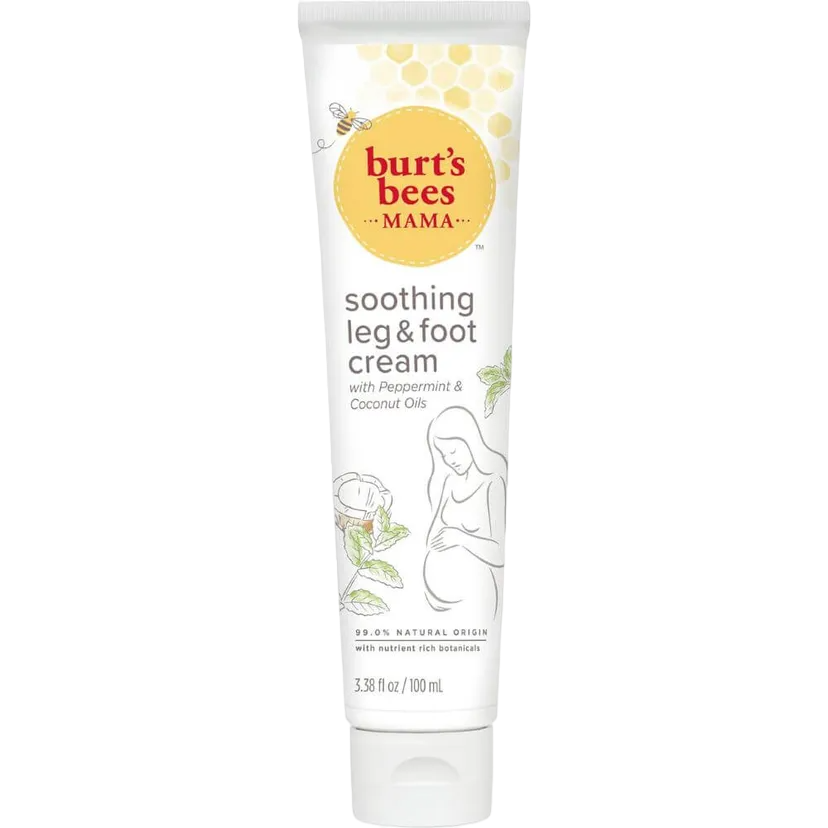 burt's
bees
···MAMA···
™
soothing
leg & foot
cream
with Peppermint &
Coconut Oils
99.0% NATURAL ORIGIN
with nutrient rich botanicals
3.38 fl oz / 100 mL